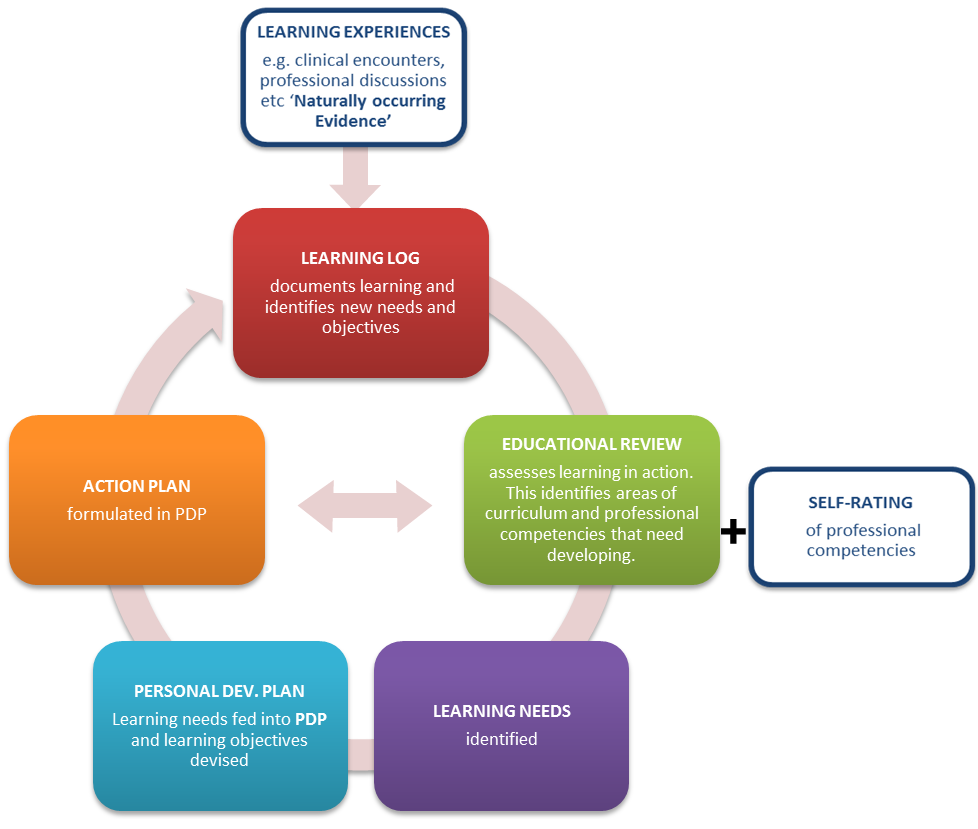 LEARNING EXPERIENCES
e.g. clinical encounters,
professional discussions
etc ‘Naturally occurring
Evidence’
LEARNING LOG
documents learning and
identifies new needs and
objectives
EDUCATIONAL REVIEW
assesses learning in action.
This identifies areas of
curriculum and professional
competencies that need
developing.
+
SELF-RATING
of professional
competencies
LEARNING NEEDS
identified
PERSONAL DEV. PLAN
Learning needs fed into PDP
and learning objectives
devised
ACTION PLAN
formulated in PDP